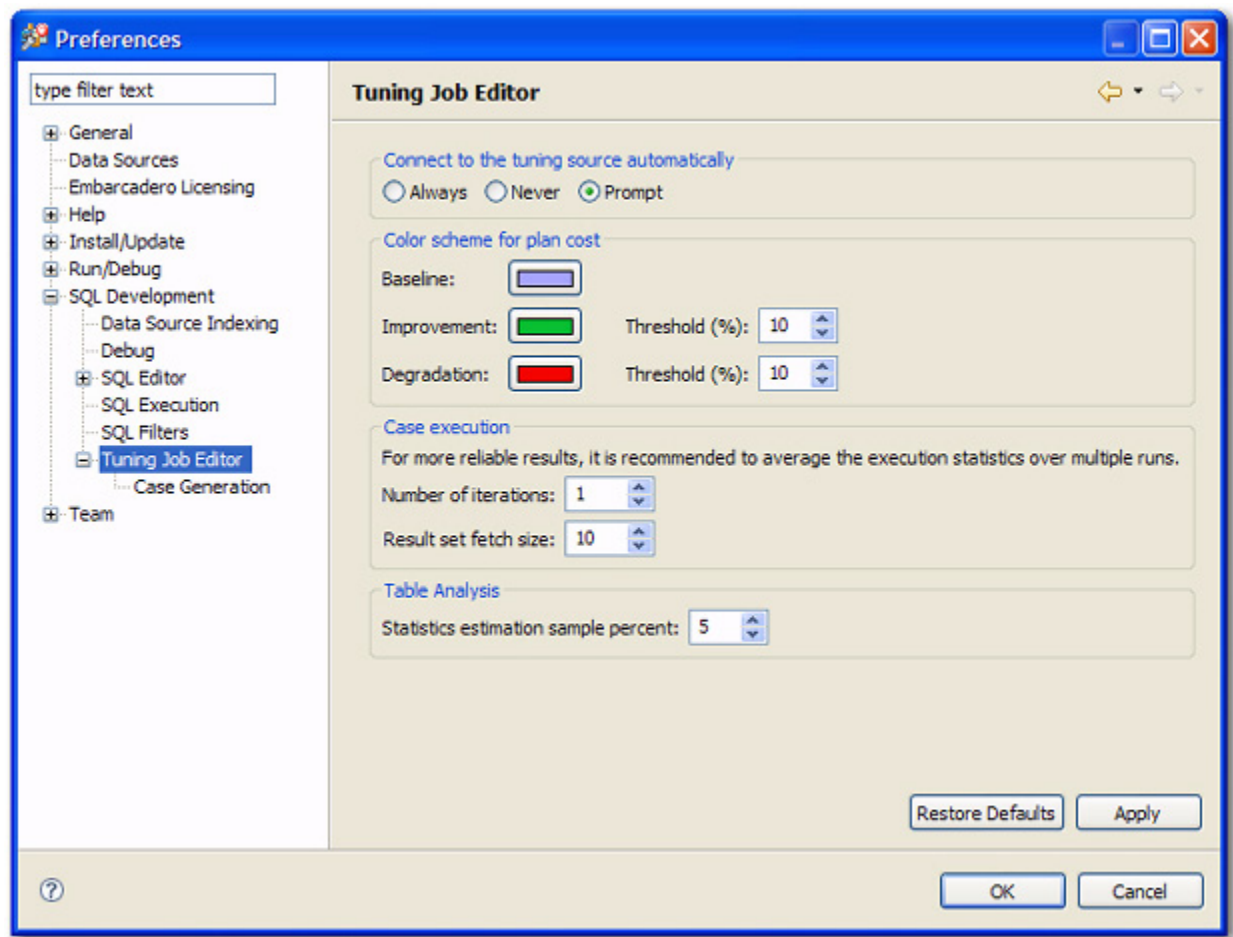 Preferences
type filter text
General
Data Sources
Embarcadero Licensing
Help
Install/Update
Run/Debug
SQL Development
Data Source Indexing
Debug
SQL Editor
SQL Execution
SQL Filters
Tuning Job Editor
Case Generation
Team
Tuning Job Editor
Connect to the tuning source automatically
Always Never Prompt
Color scheme for plan cost
Baseline:
Improvement: Threshold (%): 10
Degradation: Threshold (%): 10
Case execution
For more reliable results, it is recommended to average the execution statistics over multiple runs.
Number of iterations: 1
Result set fetch size: 10
Table Analysis
Statistics estimation sample percent: 5
Restore Defaults Apply
? OK Cancel